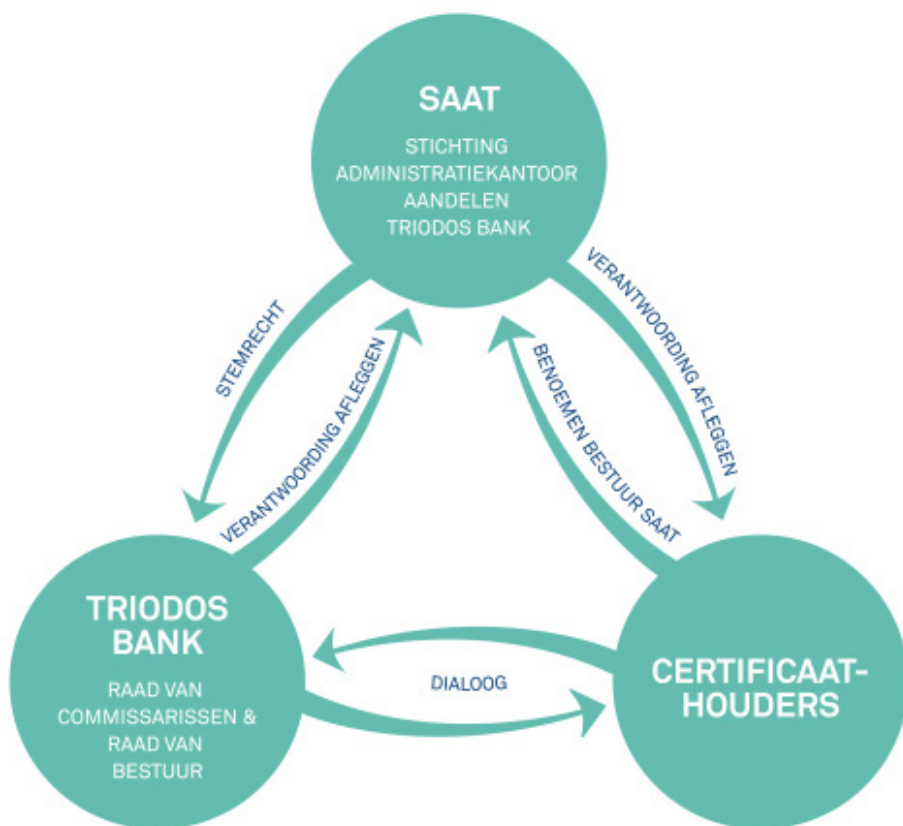 SAAT
STICHTING
ADMINISTRATIEKANTOOR
AANDELEN
TRIODOS BANK
STEMRECHT
VERANTWOORDING AFLEGGEN
BENOEMEN BESTUUR SAAT
VERANTWOORDING AFLEGGEN
TRIODOS
BANK
RAAD VAN
COMMISSARISSEN &
RAAD VAN
BESTUUR
DIALOOG
CERTIFICAAT-
HOUDERS